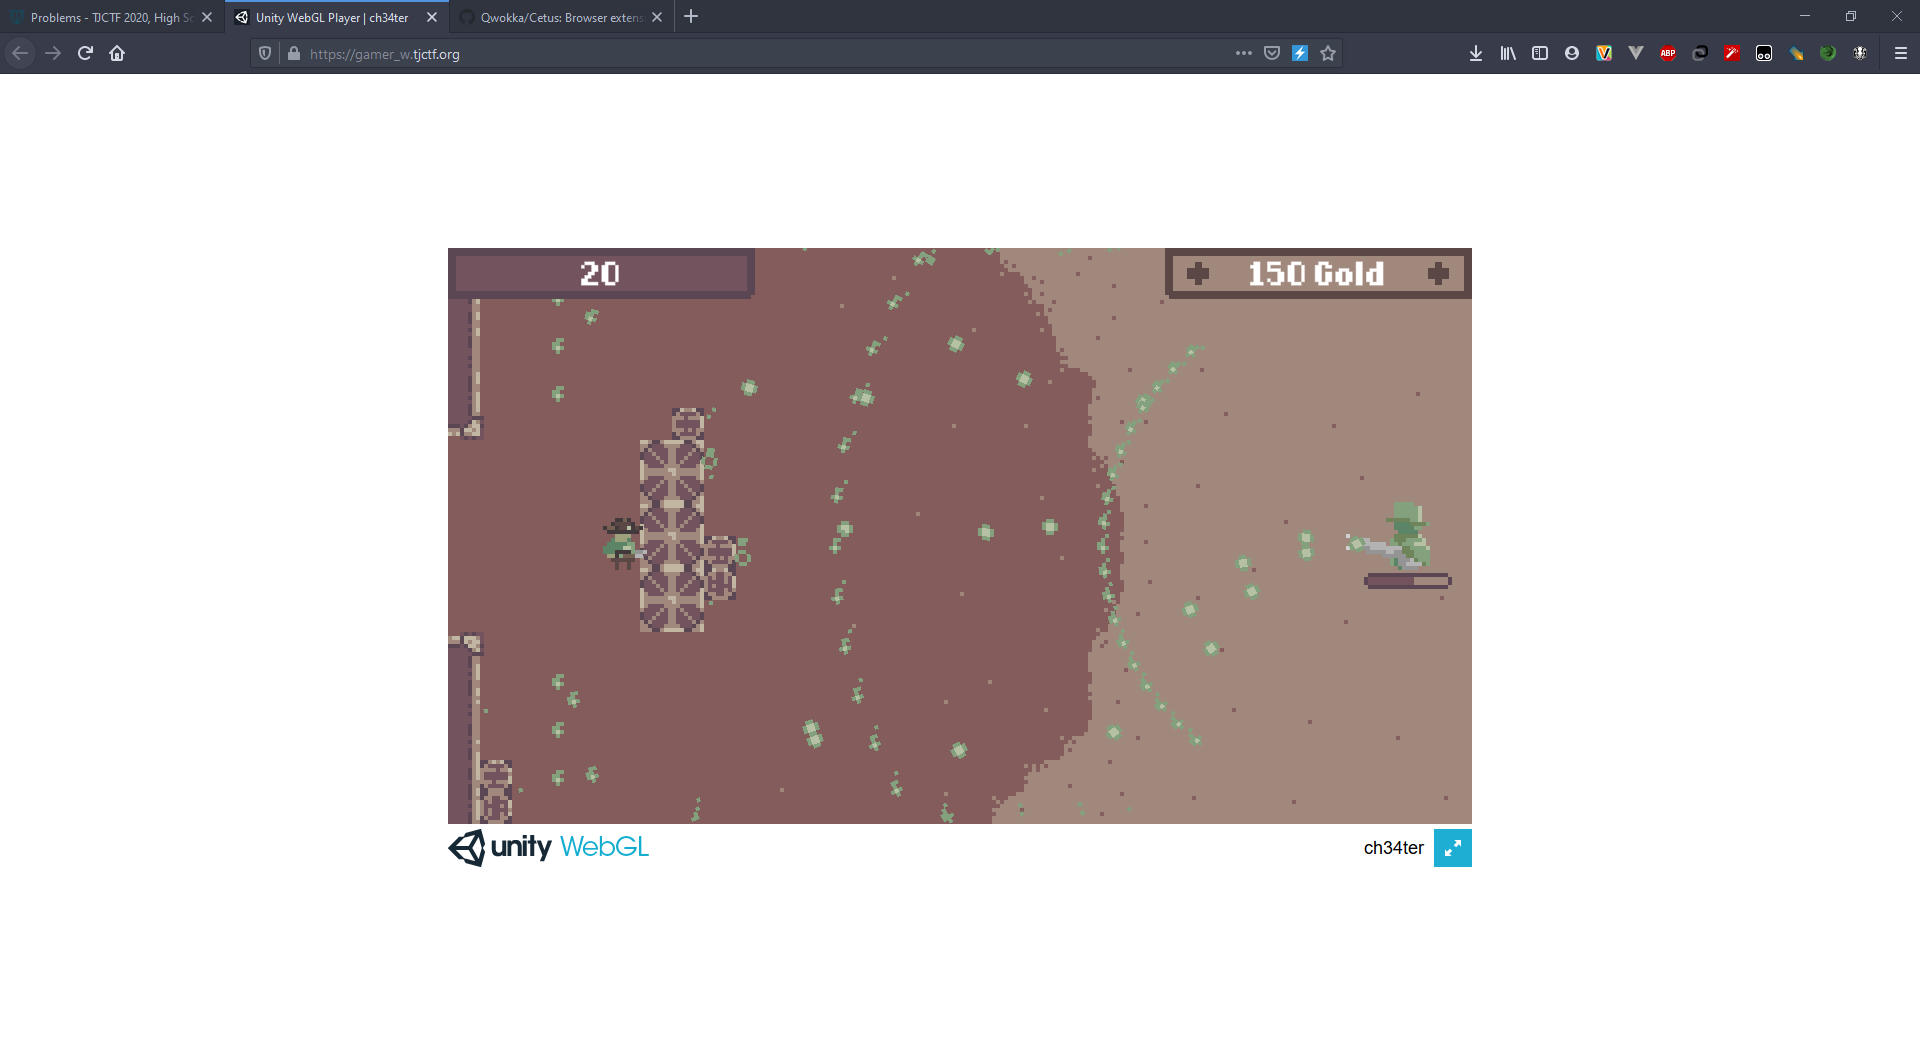 Problems - TJCTF 2020, High Sc
Unity WebGL Player | ch34ter
Qwokka/Cetus: Browser extens
https://gamer_w.tjctf.org
ABP
20
150 Gold
unity WebGL
ch34ter